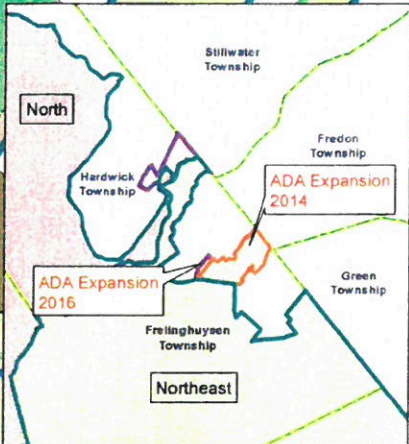 Stillwater
Township
North
Fredon
Township
Hardwick
Township
ADA Expansion
2014
ADA Expansion
2016
Green
Township
Frelinghuysen
Township
Northeast